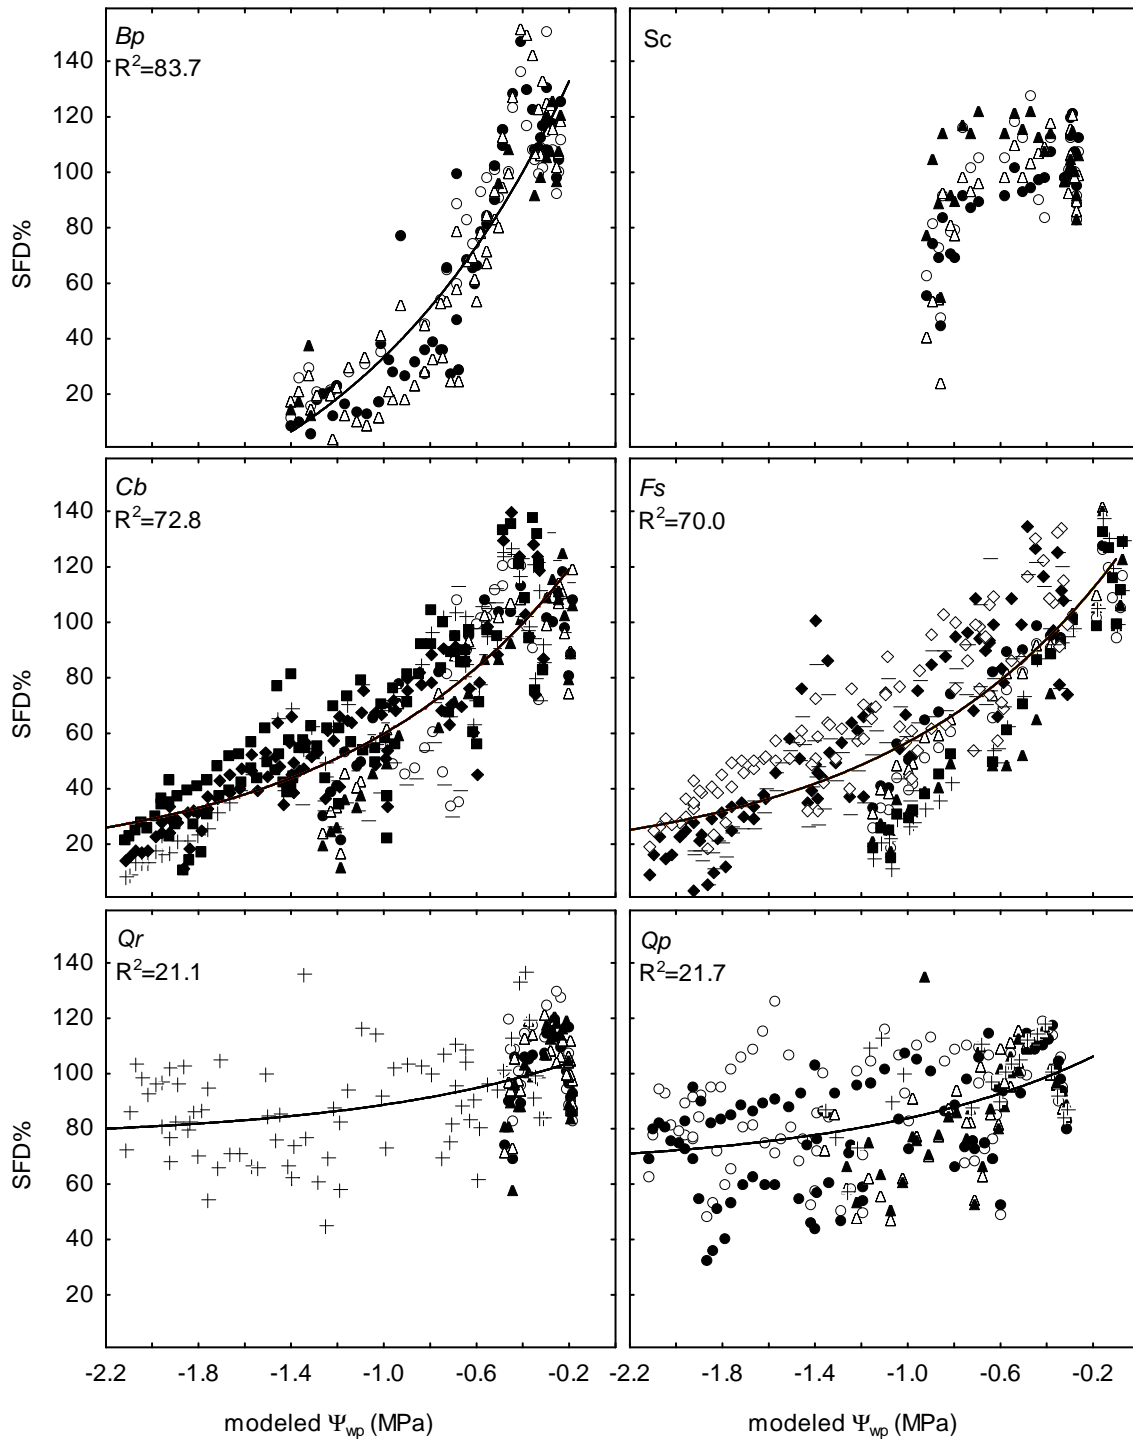 Bp
R²=83.7
Sc
140
120
100
80
60
40
20
SFD%
Cb
R²=72.8
Fs
R²=70.0
140
120
100
80
60
40
20
SFD%
Qr
R²=21.1
Qp
R²=21.7
140
120
100
80
60
40
20
SFD%
-2.2 -1.8 -1.4 -1.0 -0.6 -0.2 -2.2 -1.8 -1.4 -1.0 -0.6 -0.2
modeled Ψwp (MPa) modeled Ψwp (MPa)